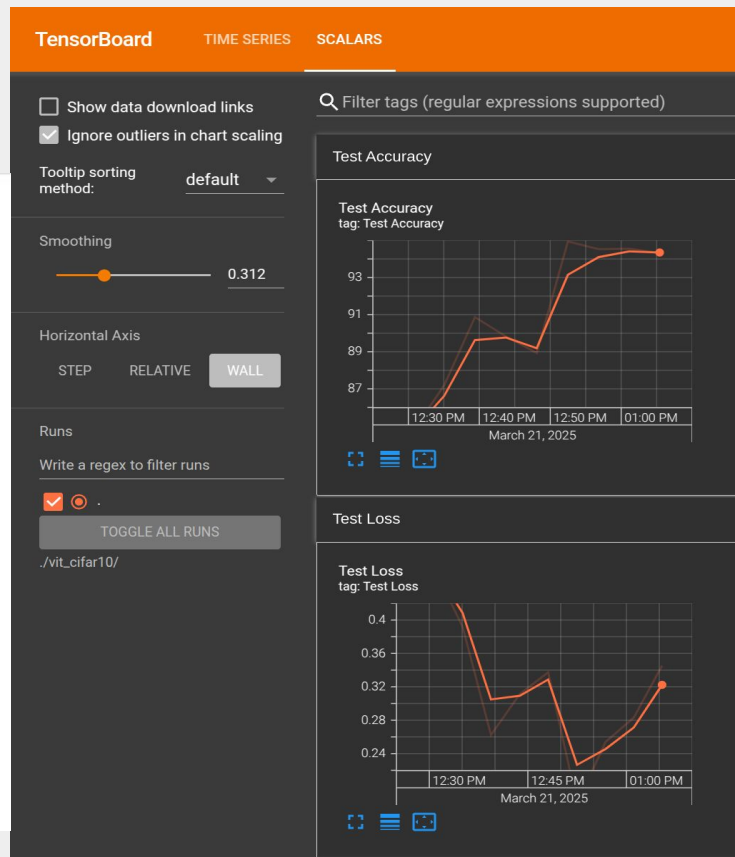 TensorBoard TIME SERIES SCALARS
Show data download links
Ignore outliers in chart scaling
Tooltip sorting
method:
default
Smoothing
0.312
Horizontal Axis
STEP RELATIVE WALL
Runs
Write a regex to filter runs
.
TOGGLE ALL RUNS
./vit_cifar10/
Filter tags (regular expressions supported)
Test Accuracy
Test Accuracy
tag: Test Accuracy
93
91
89
87
12:30 PM 12:40 PM 12:50 PM 01:00 PM
March 21, 2025
Test Loss
Test Loss
tag: Test Loss
0.4
0.36
0.32
0.28
0.24
12:30 PM 12:45 PM 01:00 PM
March 21, 2025